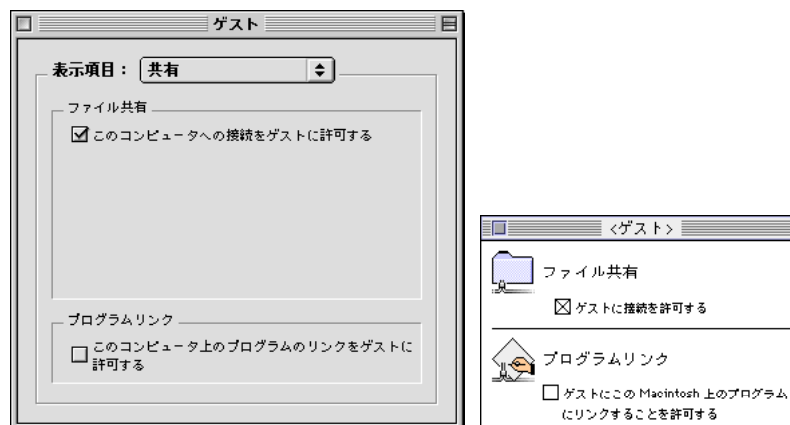 ゲスト
表示項目： 共有
ファイル共有
このコンピュータへの接続をゲストに許可する
プログラムリンク
このコンピュータ上のプログラムのリンクをゲストに
許可する
<ゲスト>
ファイル共有
ゲストに接続を許可する
プログラムリンク
ゲストにこの Macintosh 上のプログラム
にリンクすることを許可する